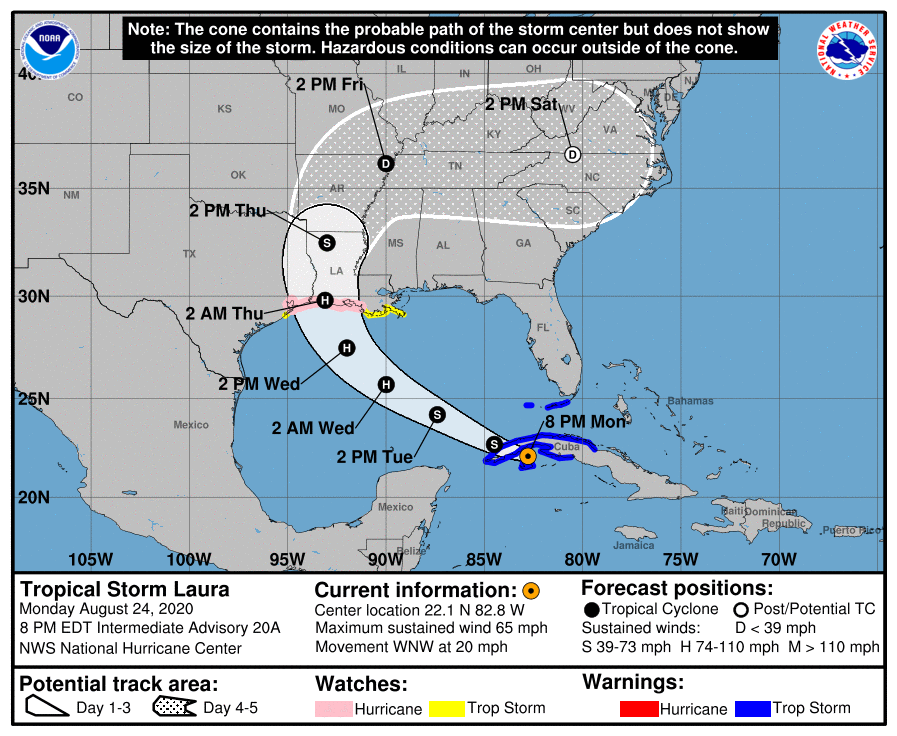 Note: The cone contains the probable path of the storm center but does not show
the size of the storm. Hazardous conditions can occur outside of the cone.
NOAA
NATIONAL WEATHER SERVICE
40°
IL
IN
OH
NJ
CO
KS
MO
2 PM Fri
2 PM Sat
WV
DE
VA
KY
35N
NM
OK
AR
TN
NC
2 PM Thu
SC
TX
MS
AL
GA
LA
30N
2 AM Thu
FL
2 PM Wed
25N
Mexico
2 AM Wed
8 PM Mon
Bahamas
2 PM Tue
Cuba
20N
Mexico
Haiti
Dominican
Republic
Puerto Rico
Belize
Jamaica
105W 100W 95W 90W 85W 80W 75W 70W
Tropical Storm Laura
Monday August 24, 2020
8 PM EDT Intermediate Advisory 20A
NWS National Hurricane Center
Current information:
Center location 22.1 N 82.8 W
Maximum sustained wind 65 mph
Movement WNW at 20 mph
Forecast positions:
Tropical Cyclone Post/Potential TC
Sustained winds: D < 39 mph
S 39-73 mph H 74-110 mph M > 110 mph
Potential track area:
Day 1-3 Day 4-5
Watches:
Hurricane Trop Storm
Warnings:
Hurricane Trop Storm